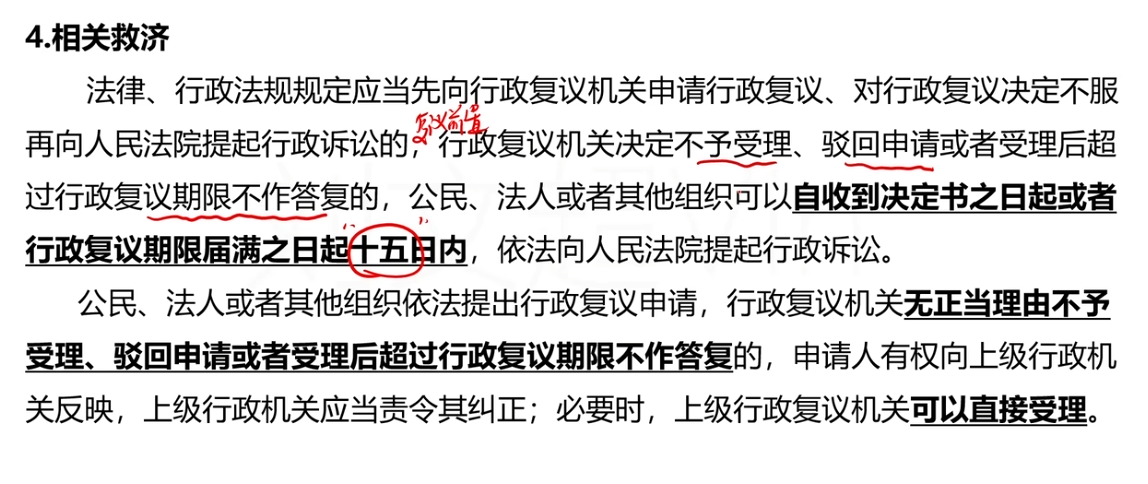 4.相关救济
法律、行政法规规定应当先向行政复议机关申请行政复议、对行政复议决定不服
复议前置
再向人民法院提起行政诉讼的，行政复议机关决定不予受理、驳回申请或者受理后超
过行政复议期限不作答复的，公民、法人或者其他组织可以自收到决定书之日起或者
行政复议期限届满之日起十五日内，依法向人民法院提起行政诉讼。
公民、法人或者其他组织依法提出行政复议申请，行政复议机关无正当理由不予
受理、驳回申请或者受理后超过行政复议期限不作答复的，申请人有权向上级行政机
关反映，上级行政机关应当责令其纠正；必要时，上级行政复议机关可以直接受理。